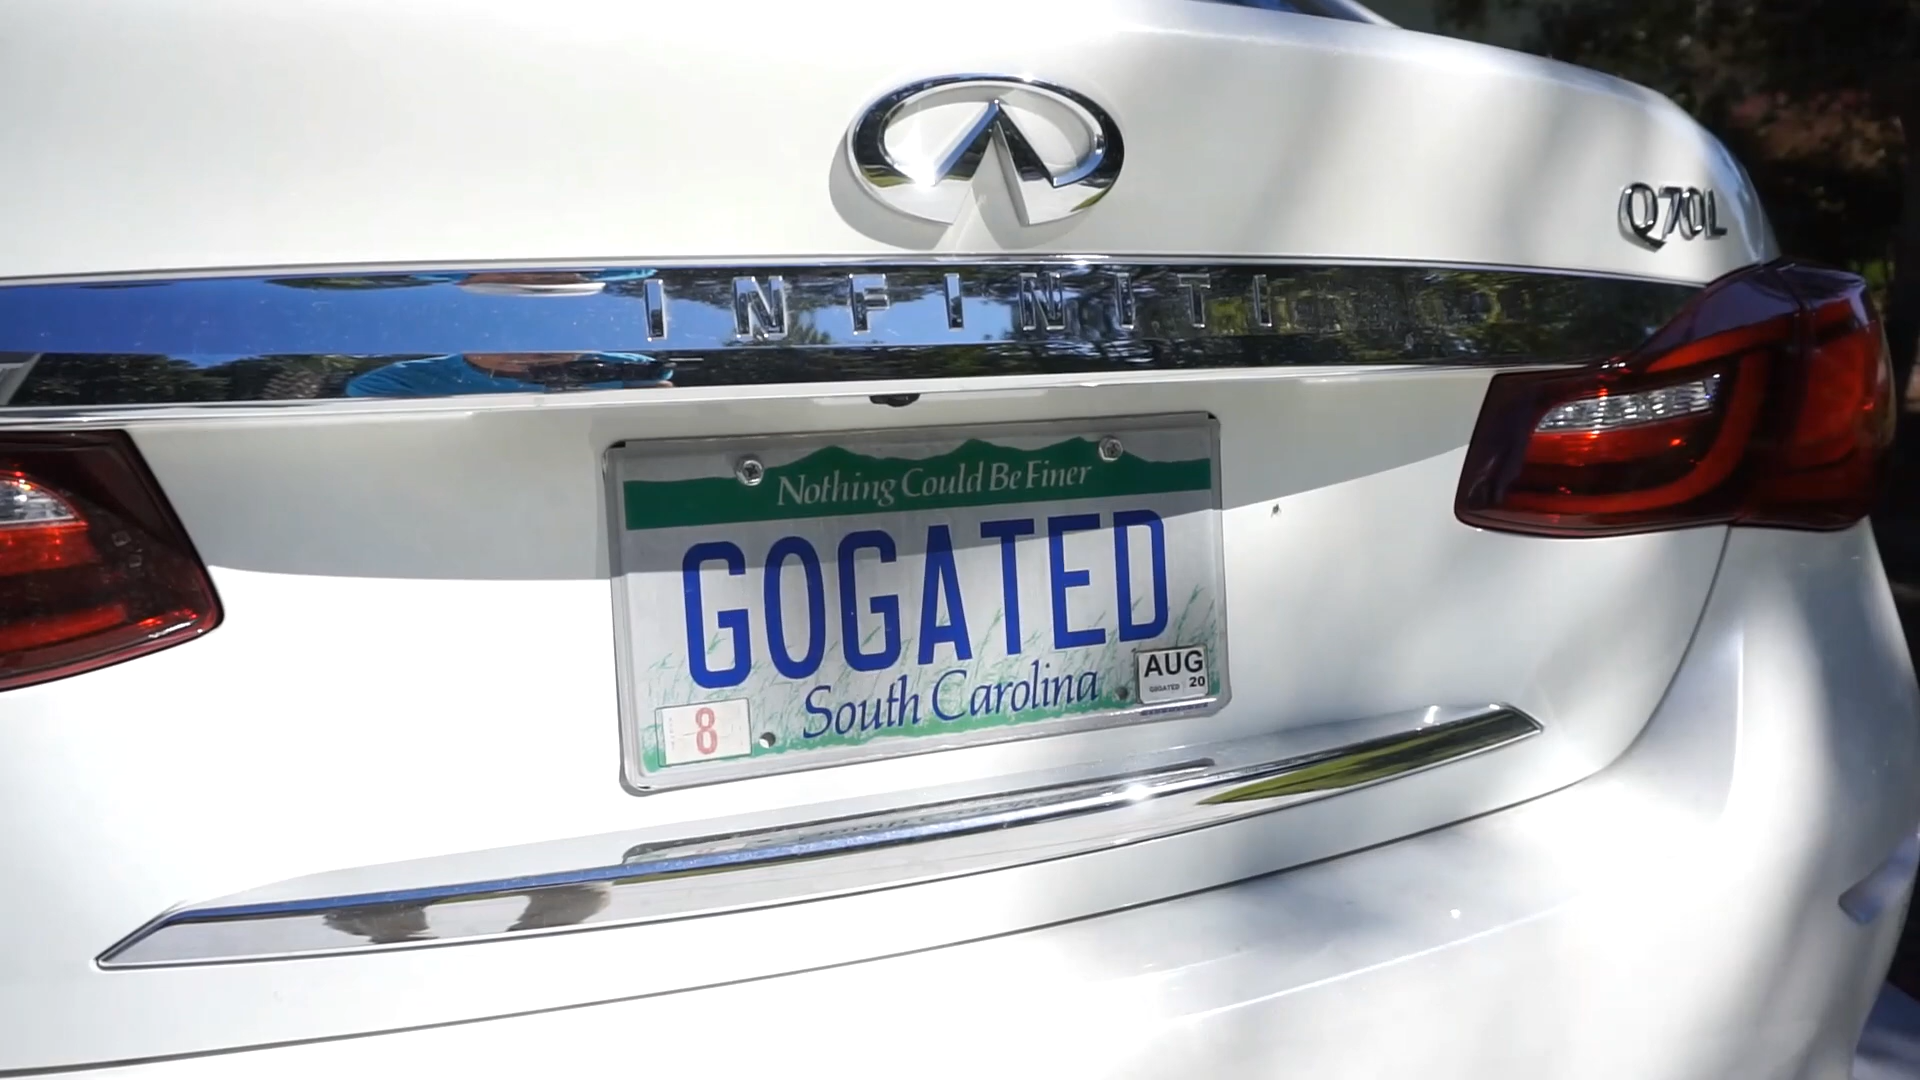 Q70L
INFINITI
Nothing Could Be Finer
GOGATED
South Carolina
8
AUG
GOGATED 20